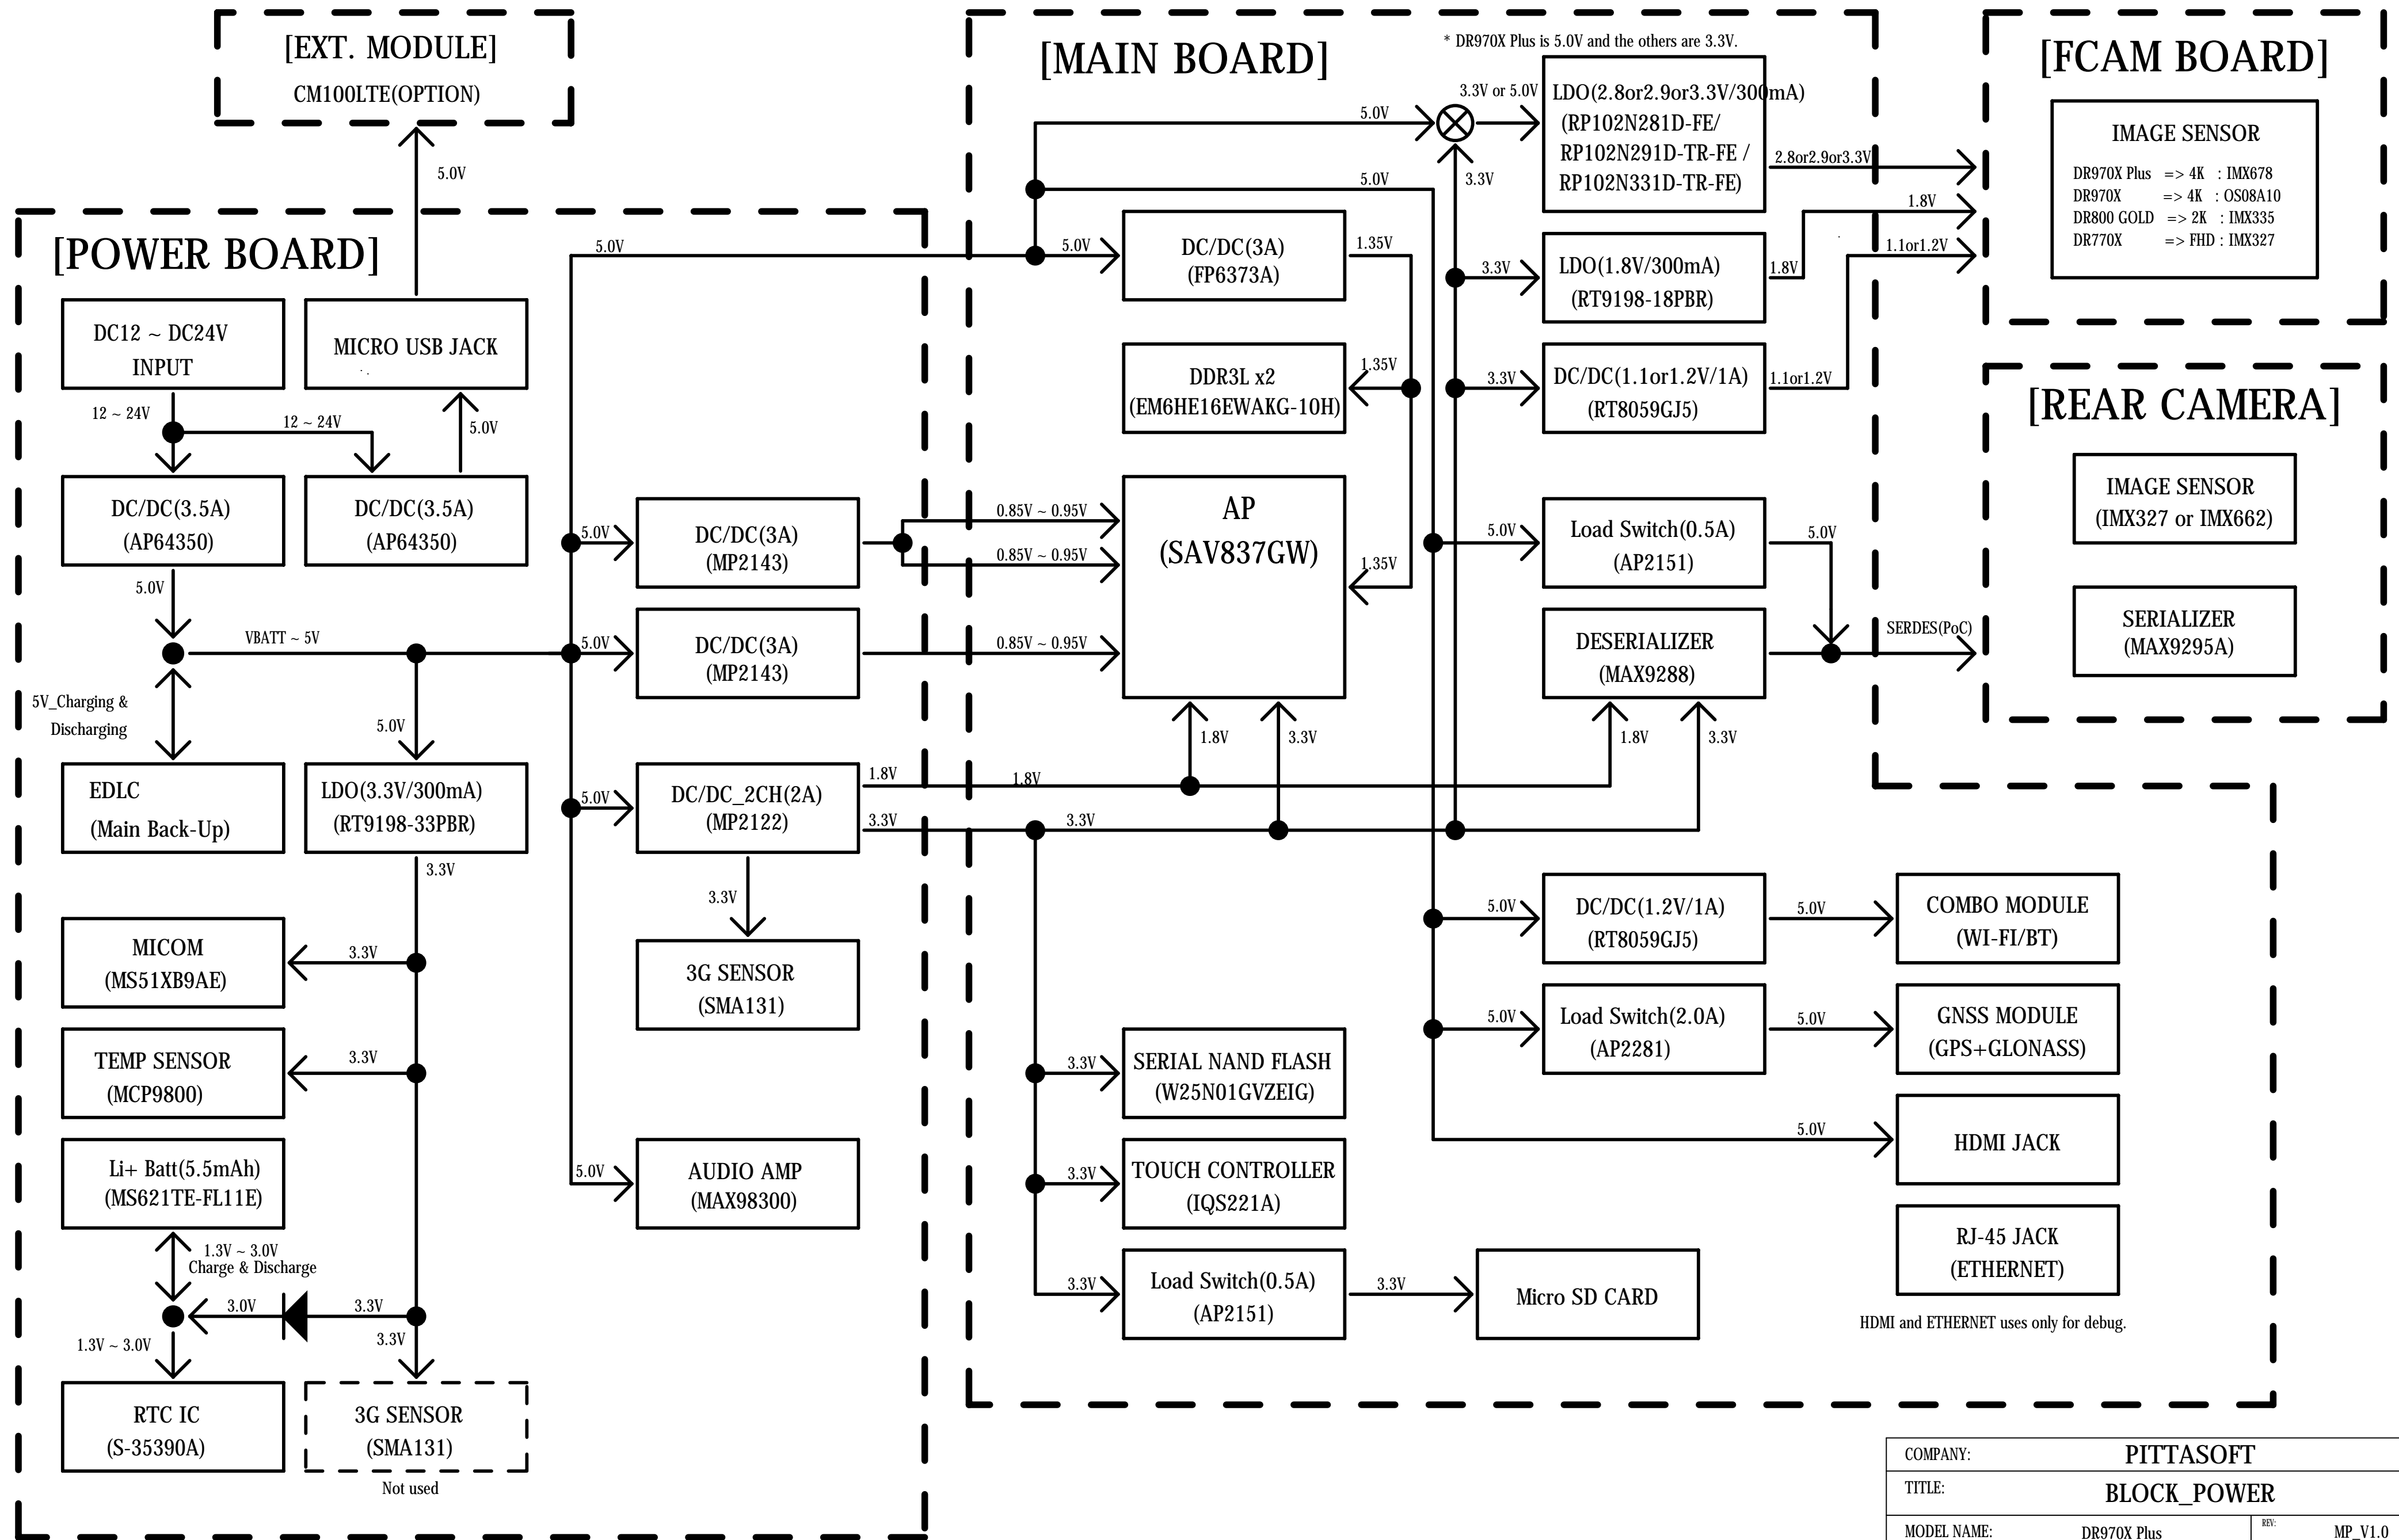 [EXT. MODULE]
CM100LTE(OPTION)
5.0V
[POWER BOARD]
DC12 ~ DC24V
INPUT
MICRO USB JACK
12 ~ 24V
12 ~ 24V
5.0V
DC/DC(3.5A)
(AP64350)
DC/DC(3.5A)
(AP64350)
5.0V
VBATT ~ 5V
5V_Charging &
Discharging
5.0V
EDLC
(Main Back-Up)
LDO(3.3V/300mA)
(RT9198-33PBR)
3.3V
MICOM
(MS51XB9AE)
3.3V
TEMP SENSOR
(MCP9800)
3.3V
Li+ Batt(5.5mAh)
(MS621TE-FL11E)
1.3V ~ 3.0V
Charge & Discharge
3.0V
3.3V
1.3V ~ 3.0V
3.3V
RTC IC
(S-35390A)
3G SENSOR
(SMA131)
Not used
5.0V
5.0V
DC/DC(3A)
(MP2143)
5.0V
DC/DC(3A)
(MP2143)
5.0V
DC/DC_2CH(2A)
(MP2122)
1.8V
3.3V
3.3V
3G SENSOR
(SMA131)
5.0V
AUDIO AMP
(MAX98300)
[MAIN BOARD]
* DR970X Plus is 5.0V and the others are 3.3V.
5.0V
3.3V or 5.0V
LDO(2.8or2.9or3.3V/300mA)
(RP102N281D-FE/
RP102N291D-TR-FE /
RP102N331D-TR-FE)
2.8or2.9or3.3V
5.0V
3.3V
5.0V
DC/DC(3A)
(FP6373A)
1.35V
3.3V
LDO(1.8V/300mA)
(RT9198-18PBR)
1.8V
1.8V
1.1or1.2V
DDR3L x2
(EM6HE16EWAKG-10H)
1.35V
3.3V
DC/DC(1.1or1.2V/1A)
(RT8059GJ5)
1.1or1.2V
0.85V ~ 0.95V
0.85V ~ 0.95V
0.85V ~ 0.95V
AP
(SAV837GW)
1.35V
5.0V
Load Switch(0.5A)
(AP2151)
5.0V
DESERIALIZER
(MAX9288)
SERDES(PoC)
1.8V
3.3V
1.8V
3.3V
1.8V
3.3V
5.0V
DC/DC(1.2V/1A)
(RT8059GJ5)
5.0V
COMBO MODULE
(WI-FI/BT)
5.0V
Load Switch(2.0A)
(AP2281)
5.0V
GNSS MODULE
(GPS+GLONASS)
3.3V
SERIAL NAND FLASH
(W25N01GVZEIG)
5.0V
HDMI JACK
3.3V
TOUCH CONTROLLER
(IQS221A)
RJ-45 JACK
(ETHERNET)
3.3V
Load Switch(0.5A)
(AP2151)
3.3V
Micro SD CARD
HDMI and ETHERNET uses only for debug.
[FCAM BOARD]
IMAGE SENSOR
DR970X Plus => 4K : IMX678
DR970X => 4K : OS08A10
DR800 GOLD => 2K : IMX335
DR770X => FHD : IMX327
[REAR CAMERA]
IMAGE SENSOR
(IMX327 or IMX662)
SERIALIZER
(MAX9295A)
COMPANY: PITTASOFT
TITLE: BLOCK_POWER
MODEL NAME: DR970X Plus REV: MP_V1.0